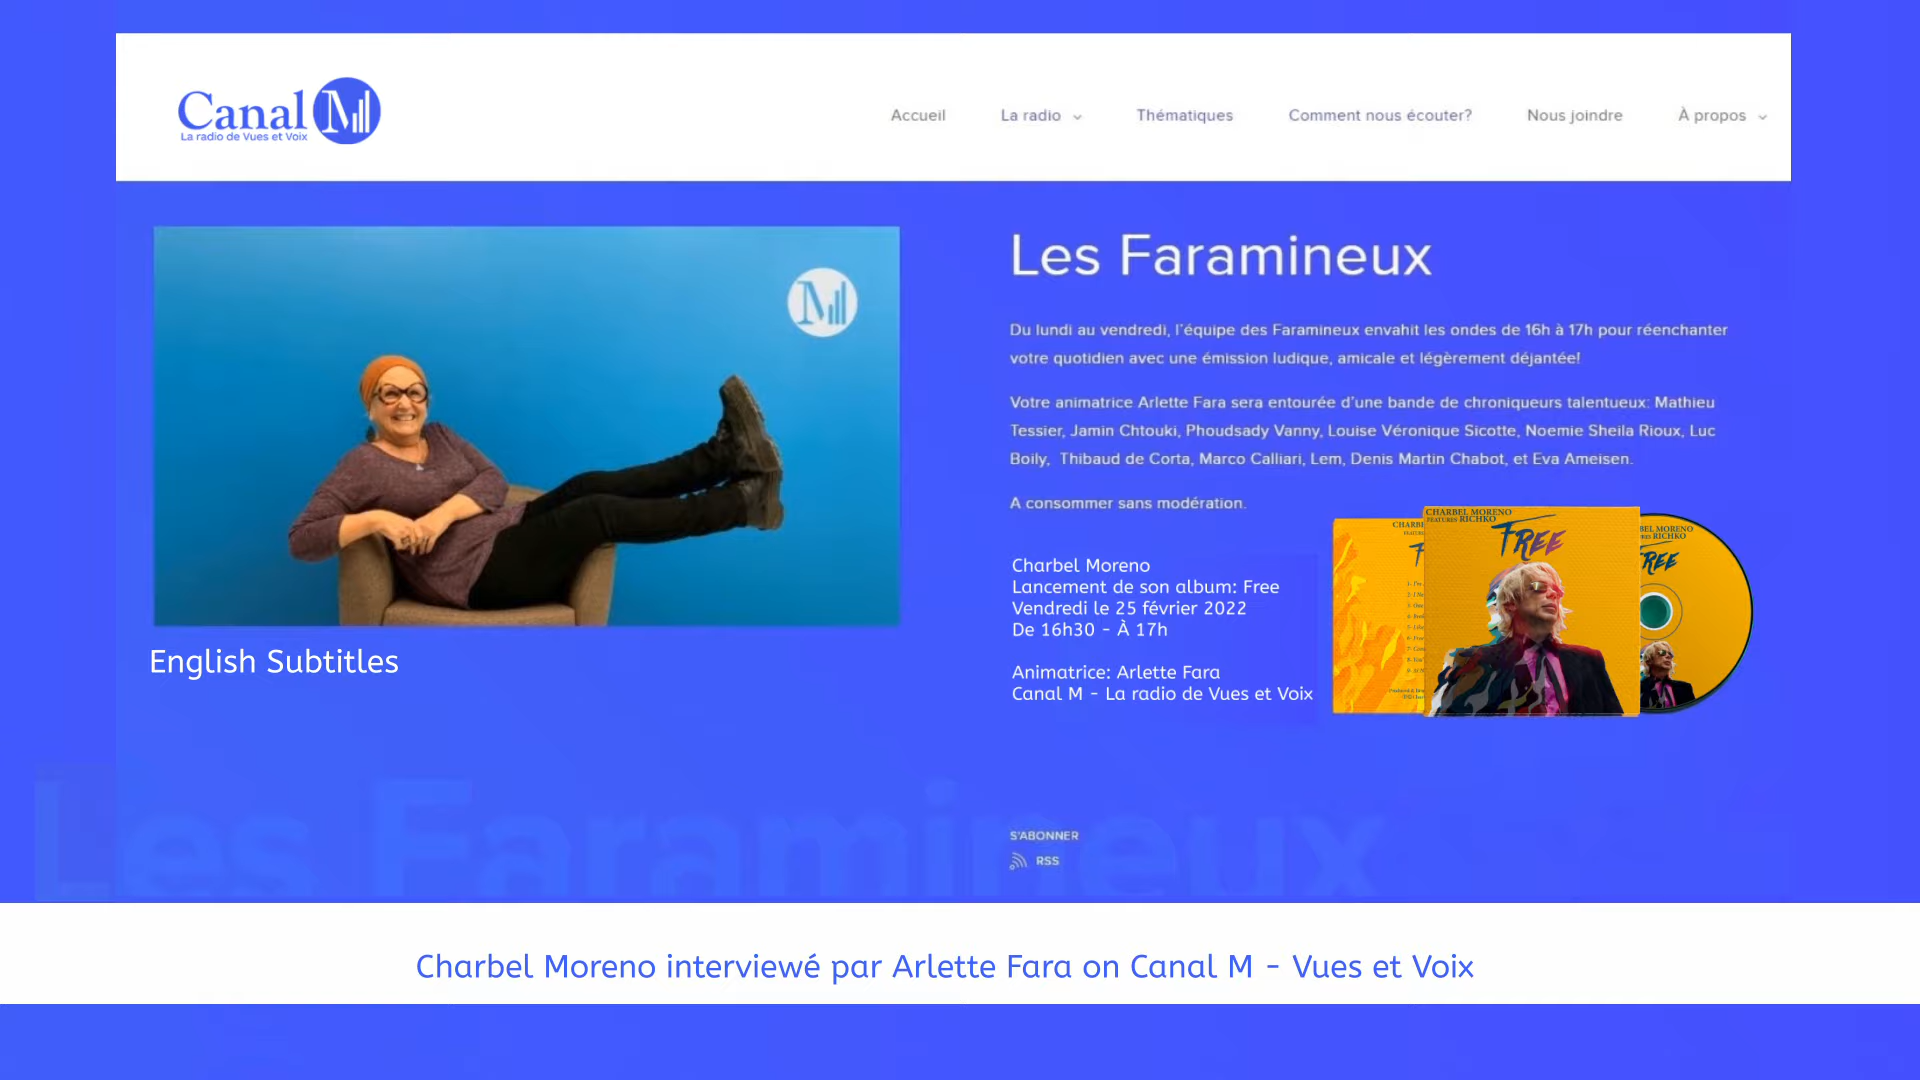 Canal M
La radio de Vues et Voix
Accueil
La radio
Thématiques
Comment nous écouter?
Nous joindre
À propos
M
English Subtitles
Les Faramineux
Du lundi au vendredi, l'équipe des Faramineux envahit les ondes de 16h à 17h pour réenchanter
votre quotidien avec une émission ludique, amicale et légèrement déjantée!
Votre animatrice Arlette Fara sera entourée d'une bande de chroniqueurs talentueux: Mathieu
Tessier, Jamin Chtouki, Phoudsady Vanny, Louise Véronique Sicotte, Noemie Sheila Rioux, Luc
Boily, Thibaud de Corta, Marco Calliari, Lem, Denis Martin Chabot, et Eva Ameisen.
A consommer sans modération.
Charbel Moreno
Lancement de son album: Free
Vendredi le 25 février 2022
De 16h30 - À 17h
Animatrice: Arlette Fara
Canal M - La radio de Vues et Voix
CHARBEL MORENO
FEATURES RICHKO
FREE
BEL MORENO
RICHKO
REE
Les Faramineux
S'ABONNER
RSS
Charbel Moreno interviewé par Arlette Fara on Canal M - Vues et Voix